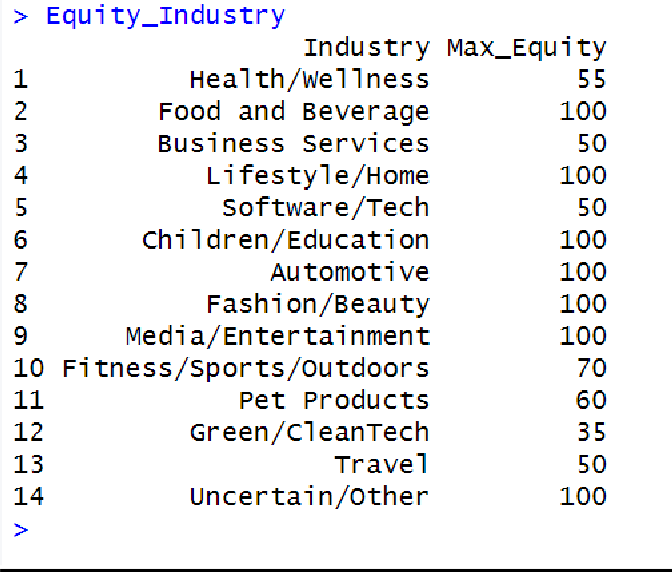 > Equity_Industry
Industry Max_Equity
1 Health/Wellness 55
2 Food and Beverage 100
3 Business Services 50
4 Lifestyle/Home 100
5 Software/Tech 50
6 Children/Education 100
7 Automotive 100
8 Fashion/Beauty 100
9 Media/Entertainment 100
10 Fitness/Sports/Outdoors 70
11 Pet Products 60
12 Green/CleanTech 35
13 Travel 50
14 Uncertain/Other 100
>